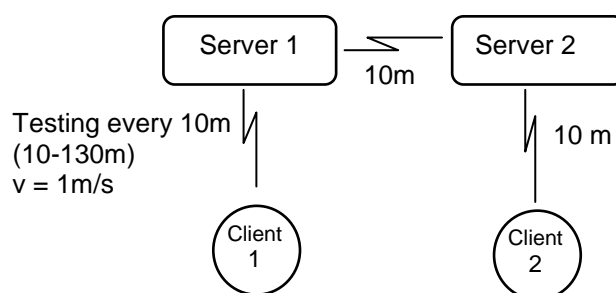 Server 1
Server 2
10m
Testing every 10m
(10-130m)
v = 1m/s
10 m
Client
1
Client
2